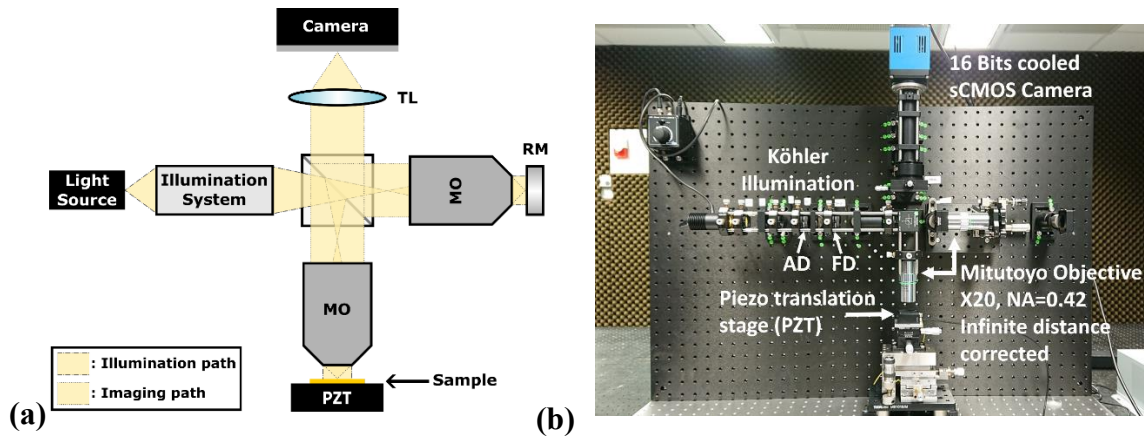 Camera
TL
RM
Light
Source
Illumination
System
MO
MO
: Illumination path
: Imaging path
Sample
PZT
(a)
16 Bits cooled
sCMOS Camera
Köhler
Illumination
AD
FD
Mitutoyo Objective
X20, NA=0.42
Infinite distance
corrected
Piezo translation
stage (PZT)
(b)